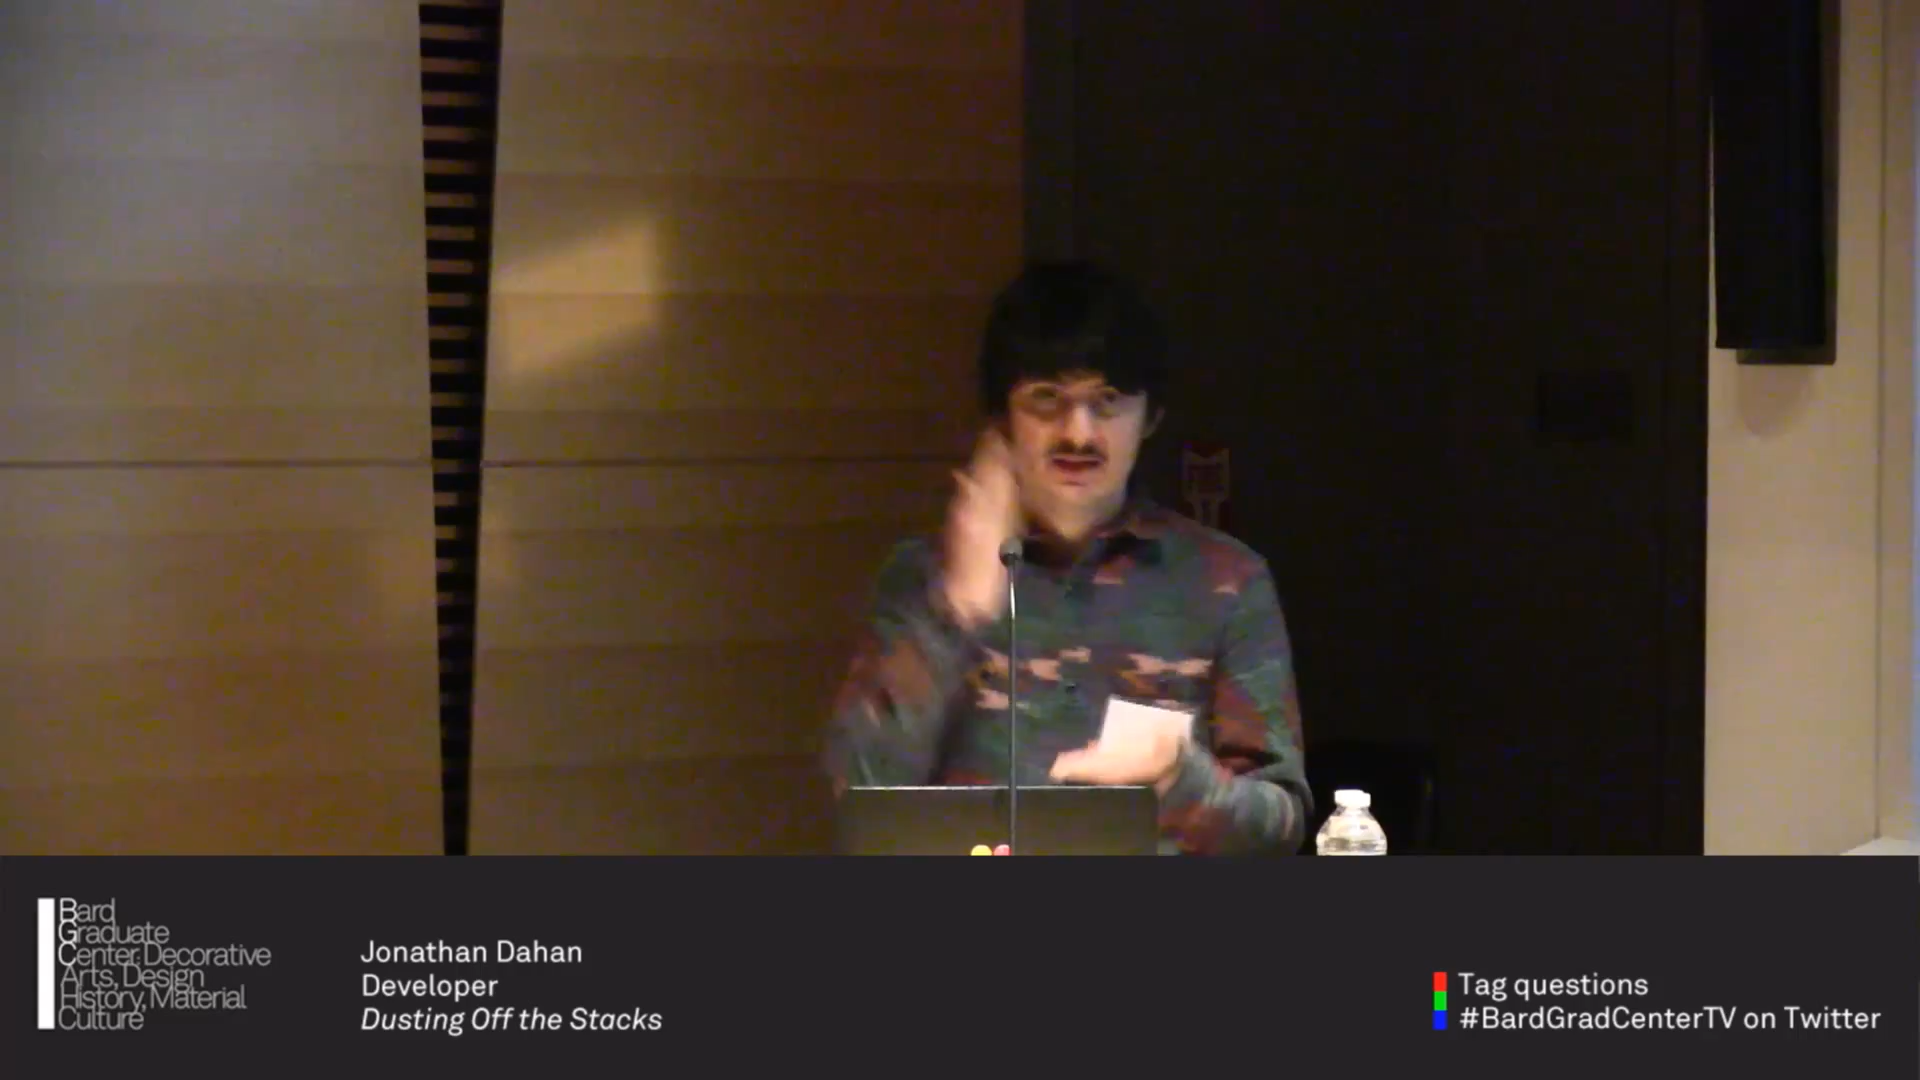 Bard
Graduate
Center: Decorative
Arts, Design
History, Material
Culture
Jonathan Dahan
Developer
Dusting Off the Stacks
Tag questions
#BardGradCenterTV on Twitter